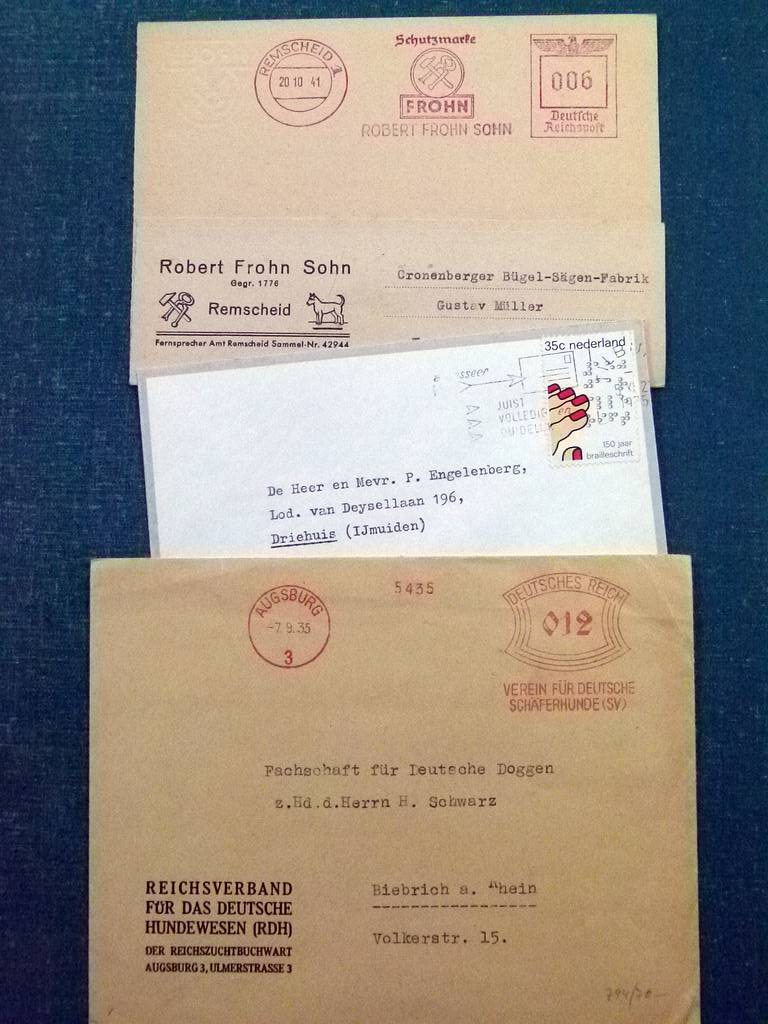 REMSCHEID 1
20 10 41
Schutzmarke
FROHN
ROBERT FROHN SOHN
006
Deutsche
Reichspost
Robert Frohn Sohn
Gegr. 1776
Remscheid
Fernsprecher Amt Remscheid Sammel-Nr. 42944
Cronenberger Bügel-Sägen-Fabrik
Gustav Müller
35c nederland
JUIST
VOLLEDIG en
DUIDELIJK
150 jaar
brailleschrift
De Heer en Mevr. P. Engelenberg,
Lod. van Deysellaan 196,
Driehuis (IJmuiden)
AUGSBURG
-7.9.35
3
5435
DEUTSCHES REICH
012
VEREIN FÜR DEUTSCHE
SCHÄFERHUNDE (SV)
Fachschaft für Deutsche Doggen
z.Hd.d.Herrn H. Schwarz
REICHSVERBAND
FÜR DAS DEUTSCHE
HUNDEWESEN (RDH)
DER REICHSZUCHTBUCHWART
AUGSBURG 3, ULMERSTRASSE 3
Biebrich a. Rhein
Volkerstr. 15.